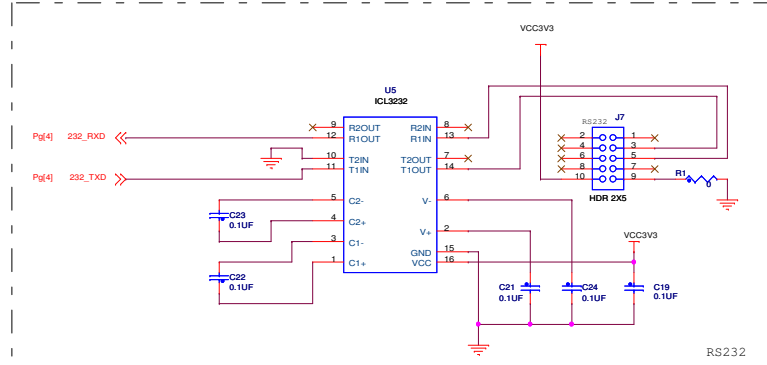 VCC3V3
U5
ICL3232
RS232
J7
9 R2OUT R2IN 8
Pg[4] 232_RXD 12 R1OUT R1IN 13
2 1
4 3
10 T2IN T2OUT 7
6 5
Pg[4] 232_TXD 11 T1IN T1OUT 14
8 7
10 9
R1
0
HDR 2X5
5 C2- V- 6
C23
0.1UF
4 C2+
V+ 2
3 C1-
VCC3V3
GND 15
1 C1+ VCC 16
C22
0.1UF
C21
0.1UF
C24
0.1UF
C19
0.1UF
RS232